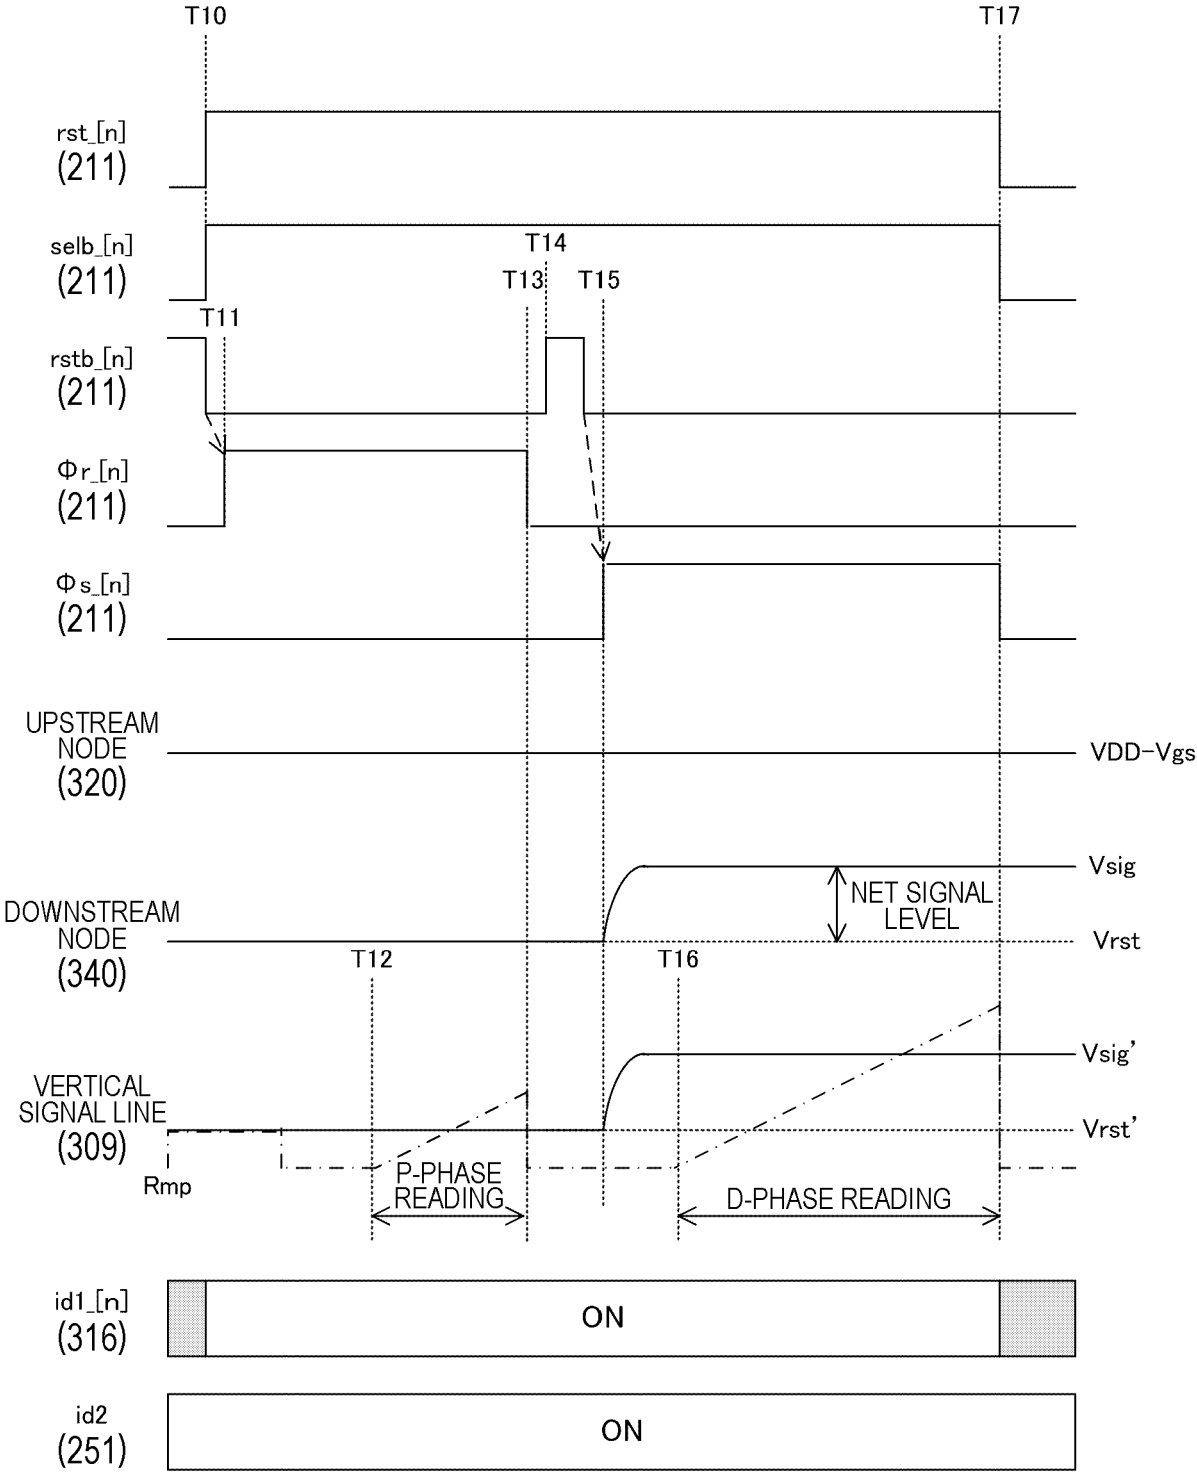 T10
T17
rst_[n]
(211)
selb_[n]
(211)
T14
T13
T15
T11
rstb_[n]
(211)
Φr_[n]
(211)
Φs_[n]
(211)
UPSTREAM
NODE
(320)
VDD-Vgs
Vsig
NET SIGNAL
LEVEL
DOWNSTREAM
NODE
(340)
Vrst
T12
T16
Vsig'
VERTICAL
SIGNAL LINE
(309)
Vrst'
Rmp
P-PHASE
READING
D-PHASE READING
id1_[n]
(316)
ON
id2
(251)
ON